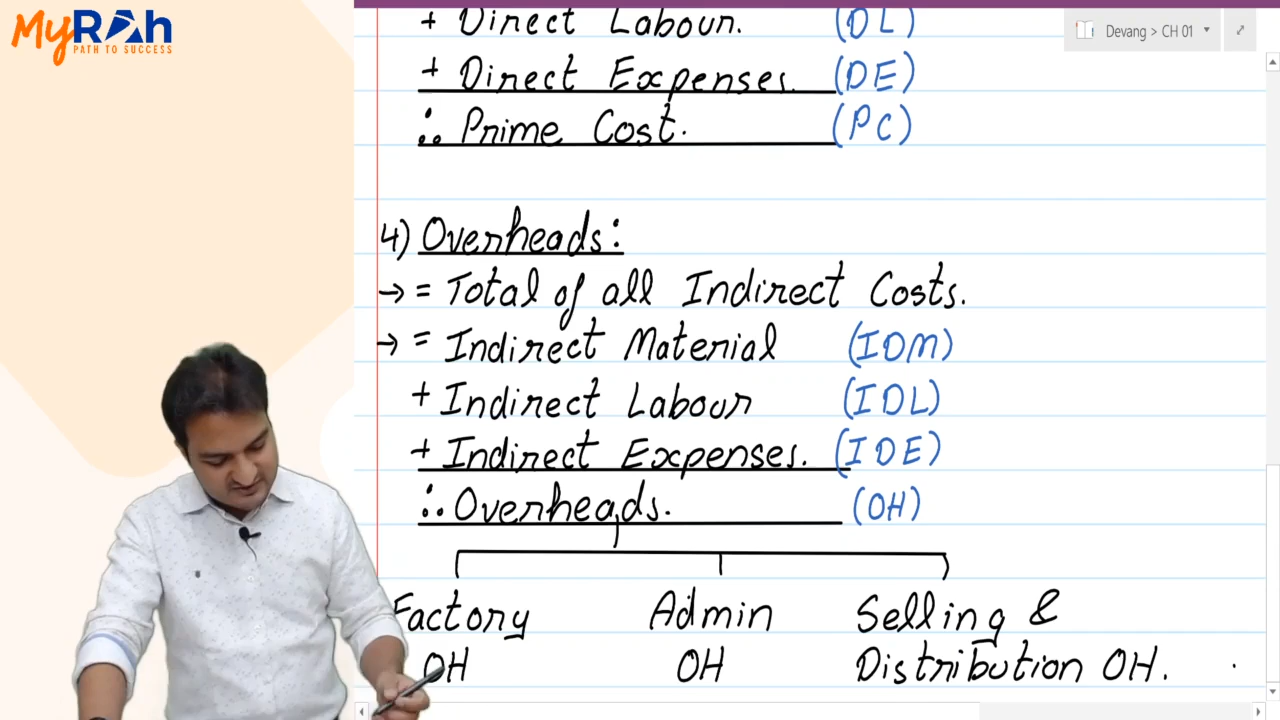 MyRAh
PATH TO SUCCESS
Devang > CH 01
+ Direct Labour. (DL)
+ Direct Expenses. (DE)
∴ Prime Cost. (PC)
4) Overheads:
→ = Total of all Indirect Costs.
→ = Indirect Material (IDM)
+ Indirect Labour (IDL)
+ Indirect Expenses. (IDE)
∴ Overheads. (OH)
Factory Admin Selling &
OH OH Distribution OH.